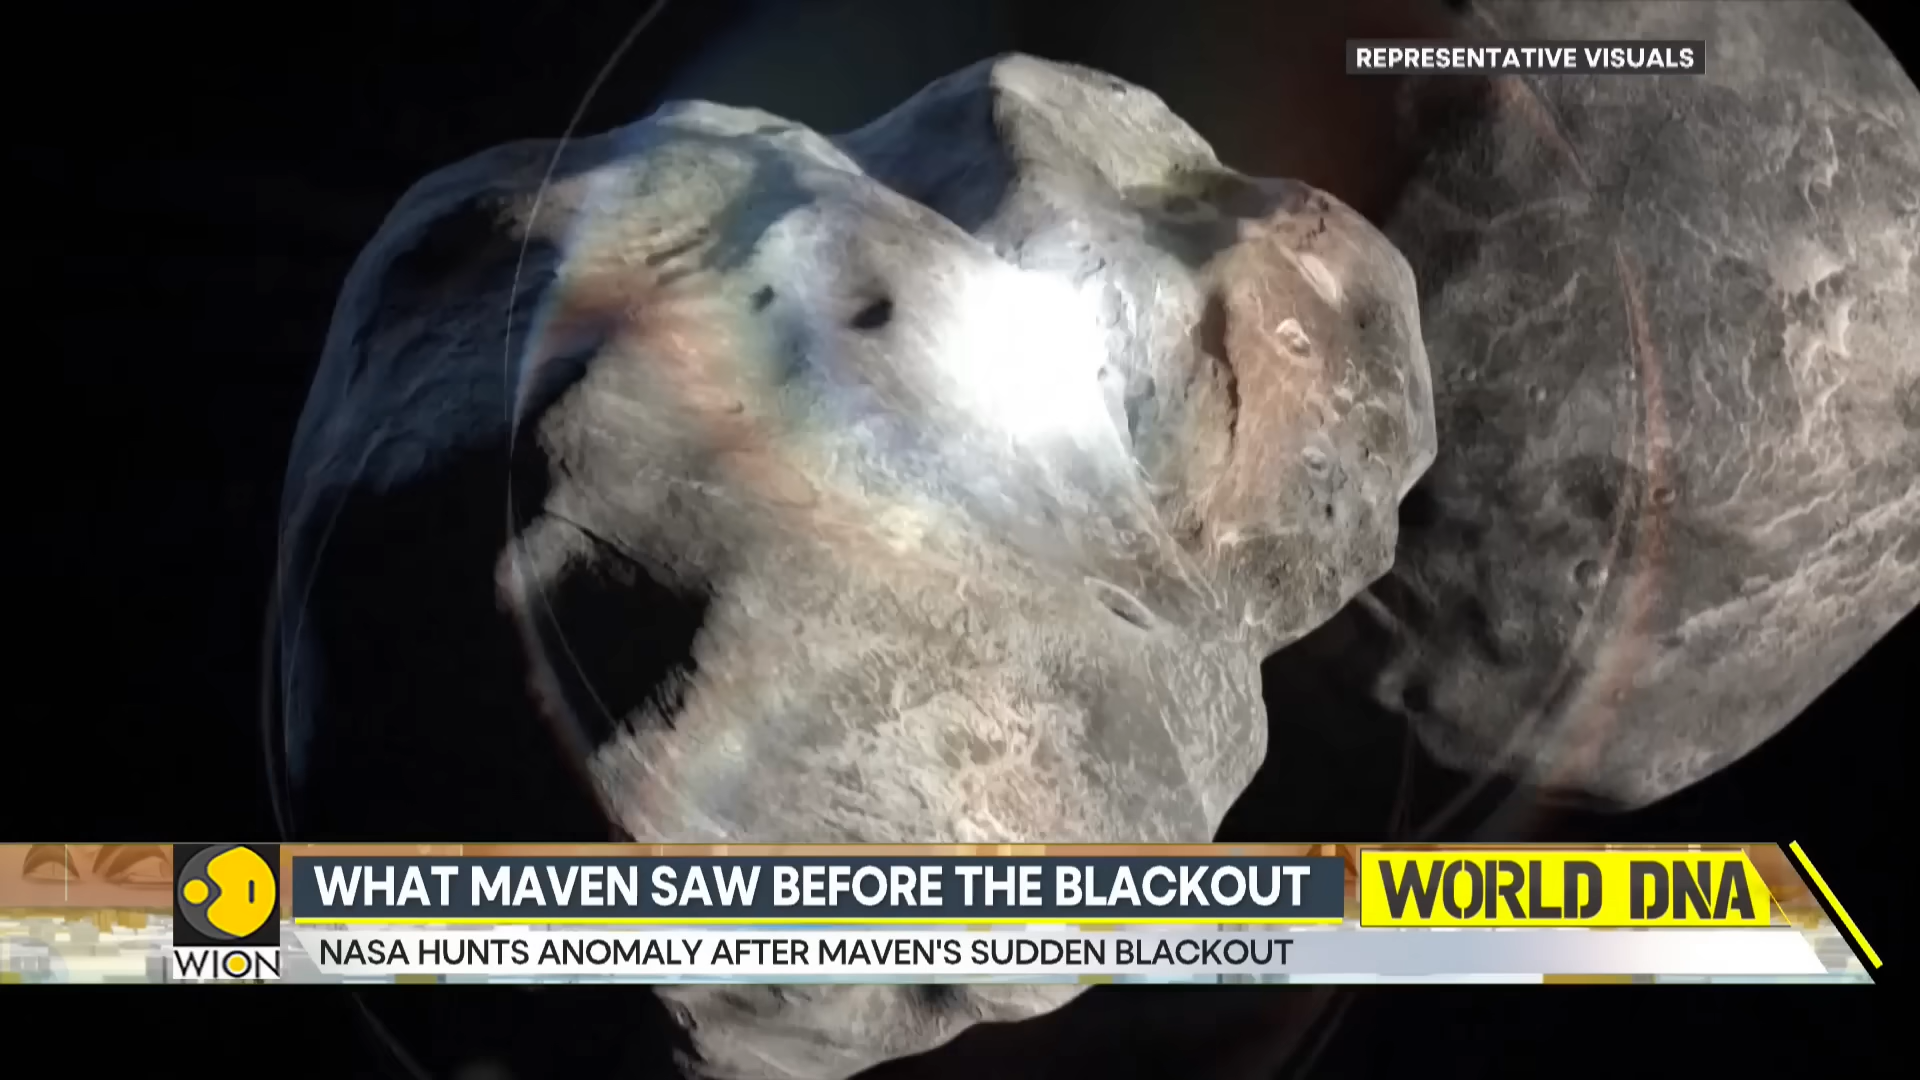 REPRESENTATIVE VISUALS
WHAT MAVEN SAW BEFORE THE BLACKOUT
WORLD DNA
NASA HUNTS ANOMALY AFTER MAVEN'S SUDDEN BLACKOUT
WION